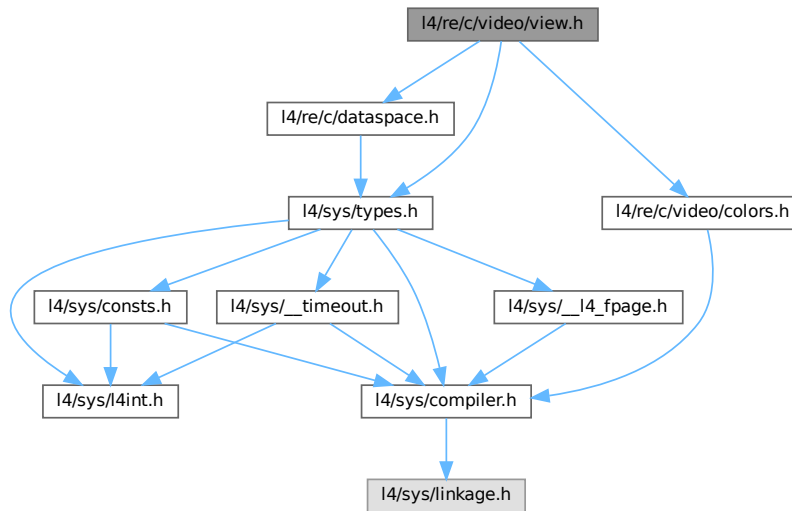 l4/re/c/video/view.h
l4/re/c/dataspace.h
l4/sys/types.h
l4/re/c/video/colors.h
l4/sys/consts.h
l4/sys/__timeout.h
l4/sys/__l4_fpage.h
l4/sys/l4int.h
l4/sys/compiler.h
l4/sys/linkage.h